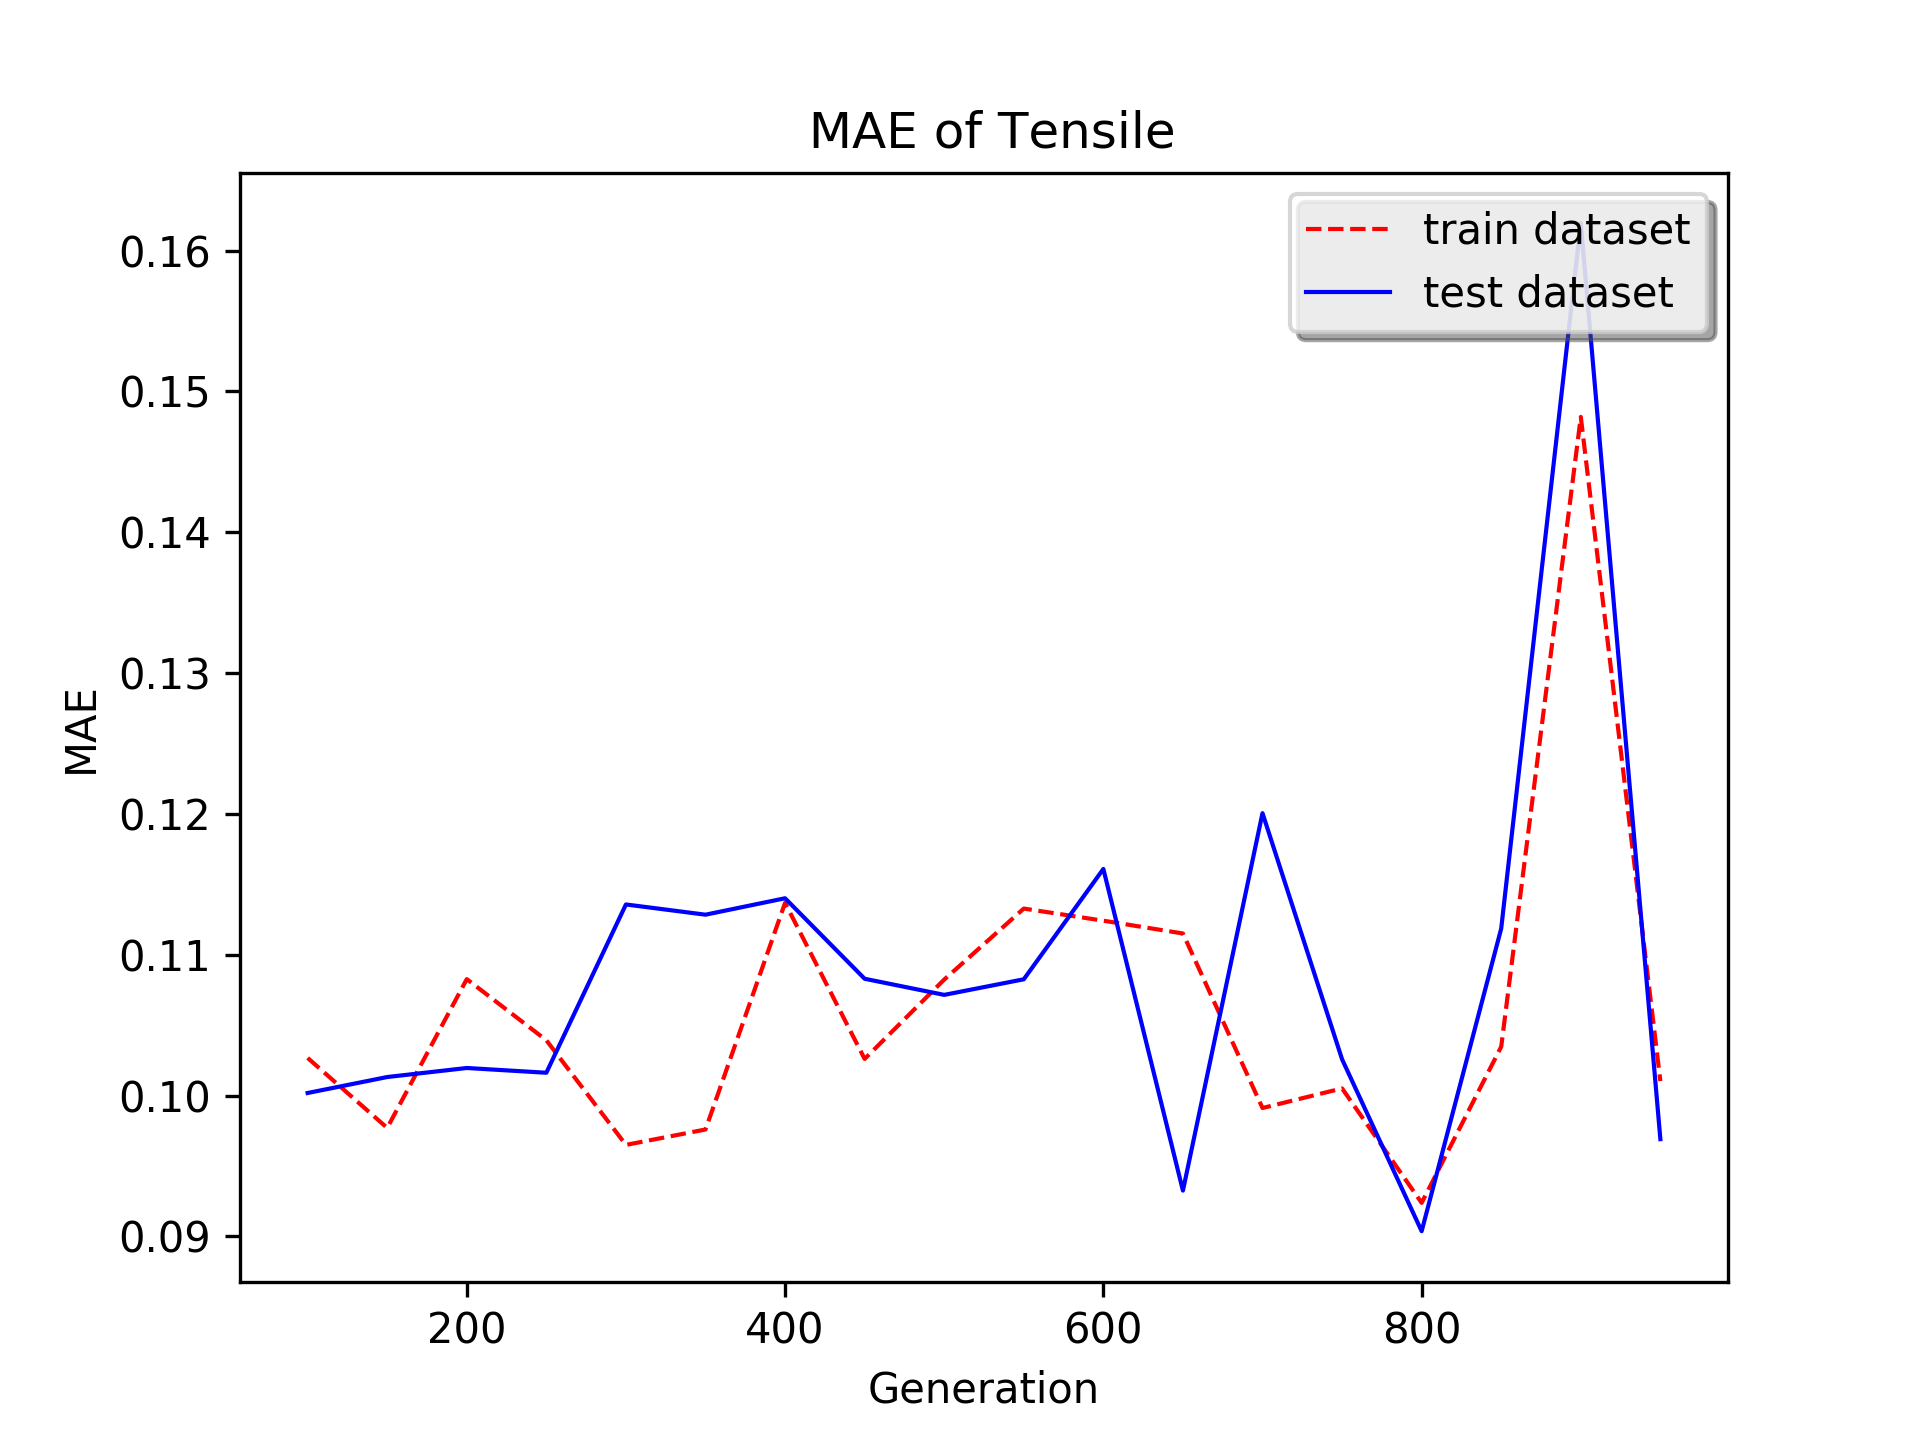 MAE of Tensile
train dataset
test dataset
0.16
0.15
0.14
0.13
0.12
0.11
0.10
0.09
MAE
200 400 600 800
Generation